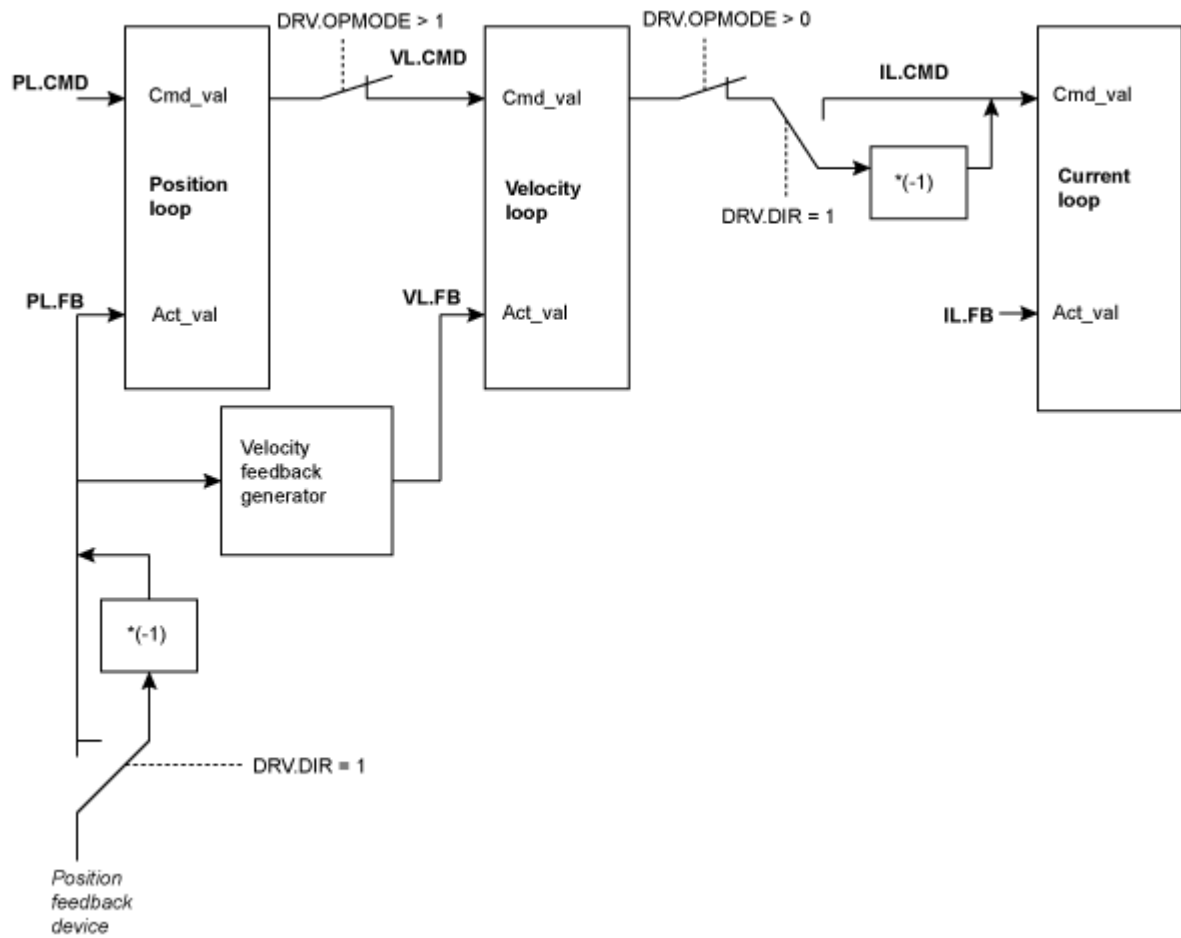 DRV.OPMODE > 1
DRV.OPMODE > 0
PL.CMD
VL.CMD
IL.CMD
Cmd_val
Cmd_val
Cmd_val
Position
loop
Velocity
loop
*(-1)
Current
loop
DRV.DIR = 1
PL.FB
VL.FB
IL.FB
Act_val
Act_val
Act_val
Velocity
feedback
generator
*(-1)
DRV.DIR = 1
Position
feedback
device